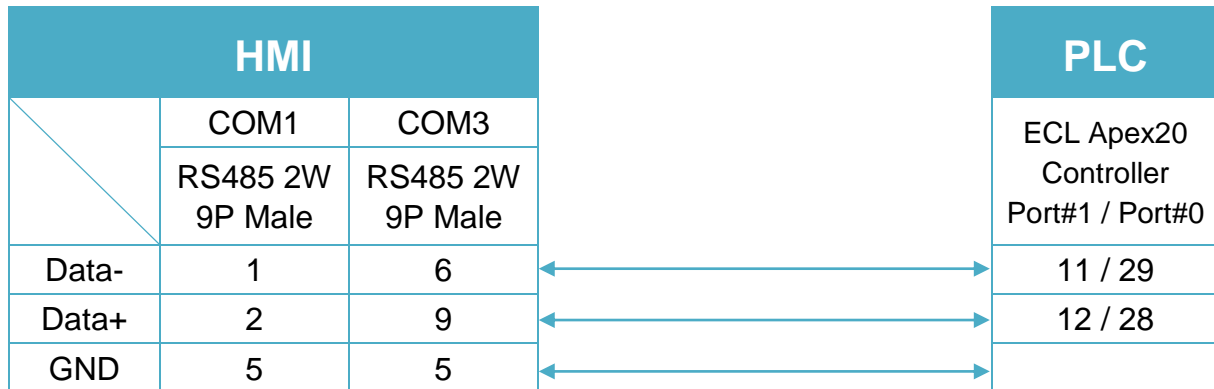 HMI PLC
COM1 COM3
ECL Apex20
Controller
Port#1 / Port#0
RS485 2W RS485 2W
9P Male 9P Male
Data- 1 6 11 / 29
Data+ 2 9 12 / 28
GND 5 5